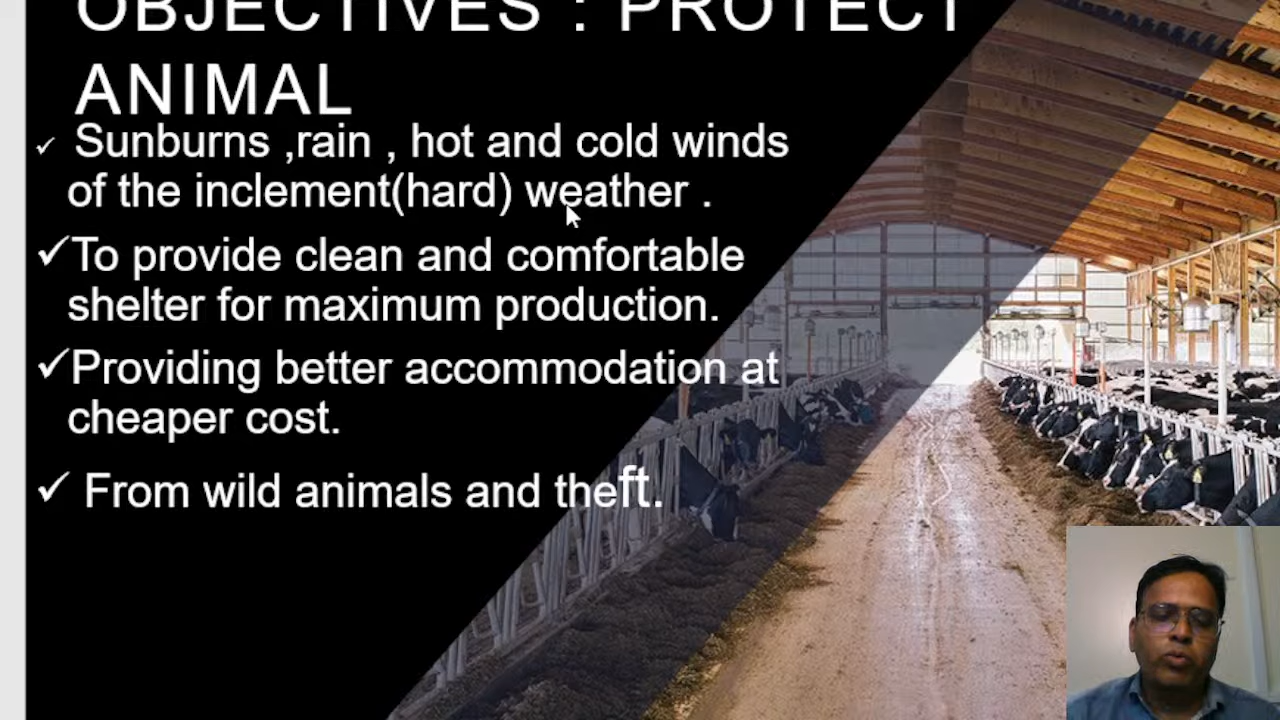 OBJECTIVES : PROTECT
ANIMAL
✓ Sunburns ,rain , hot and cold winds
of the inclement(hard) weather .
✓To provide clean and comfortable
shelter for maximum production.
✓Providing better accommodation at
cheaper cost.
✓ From wild animals and theft.